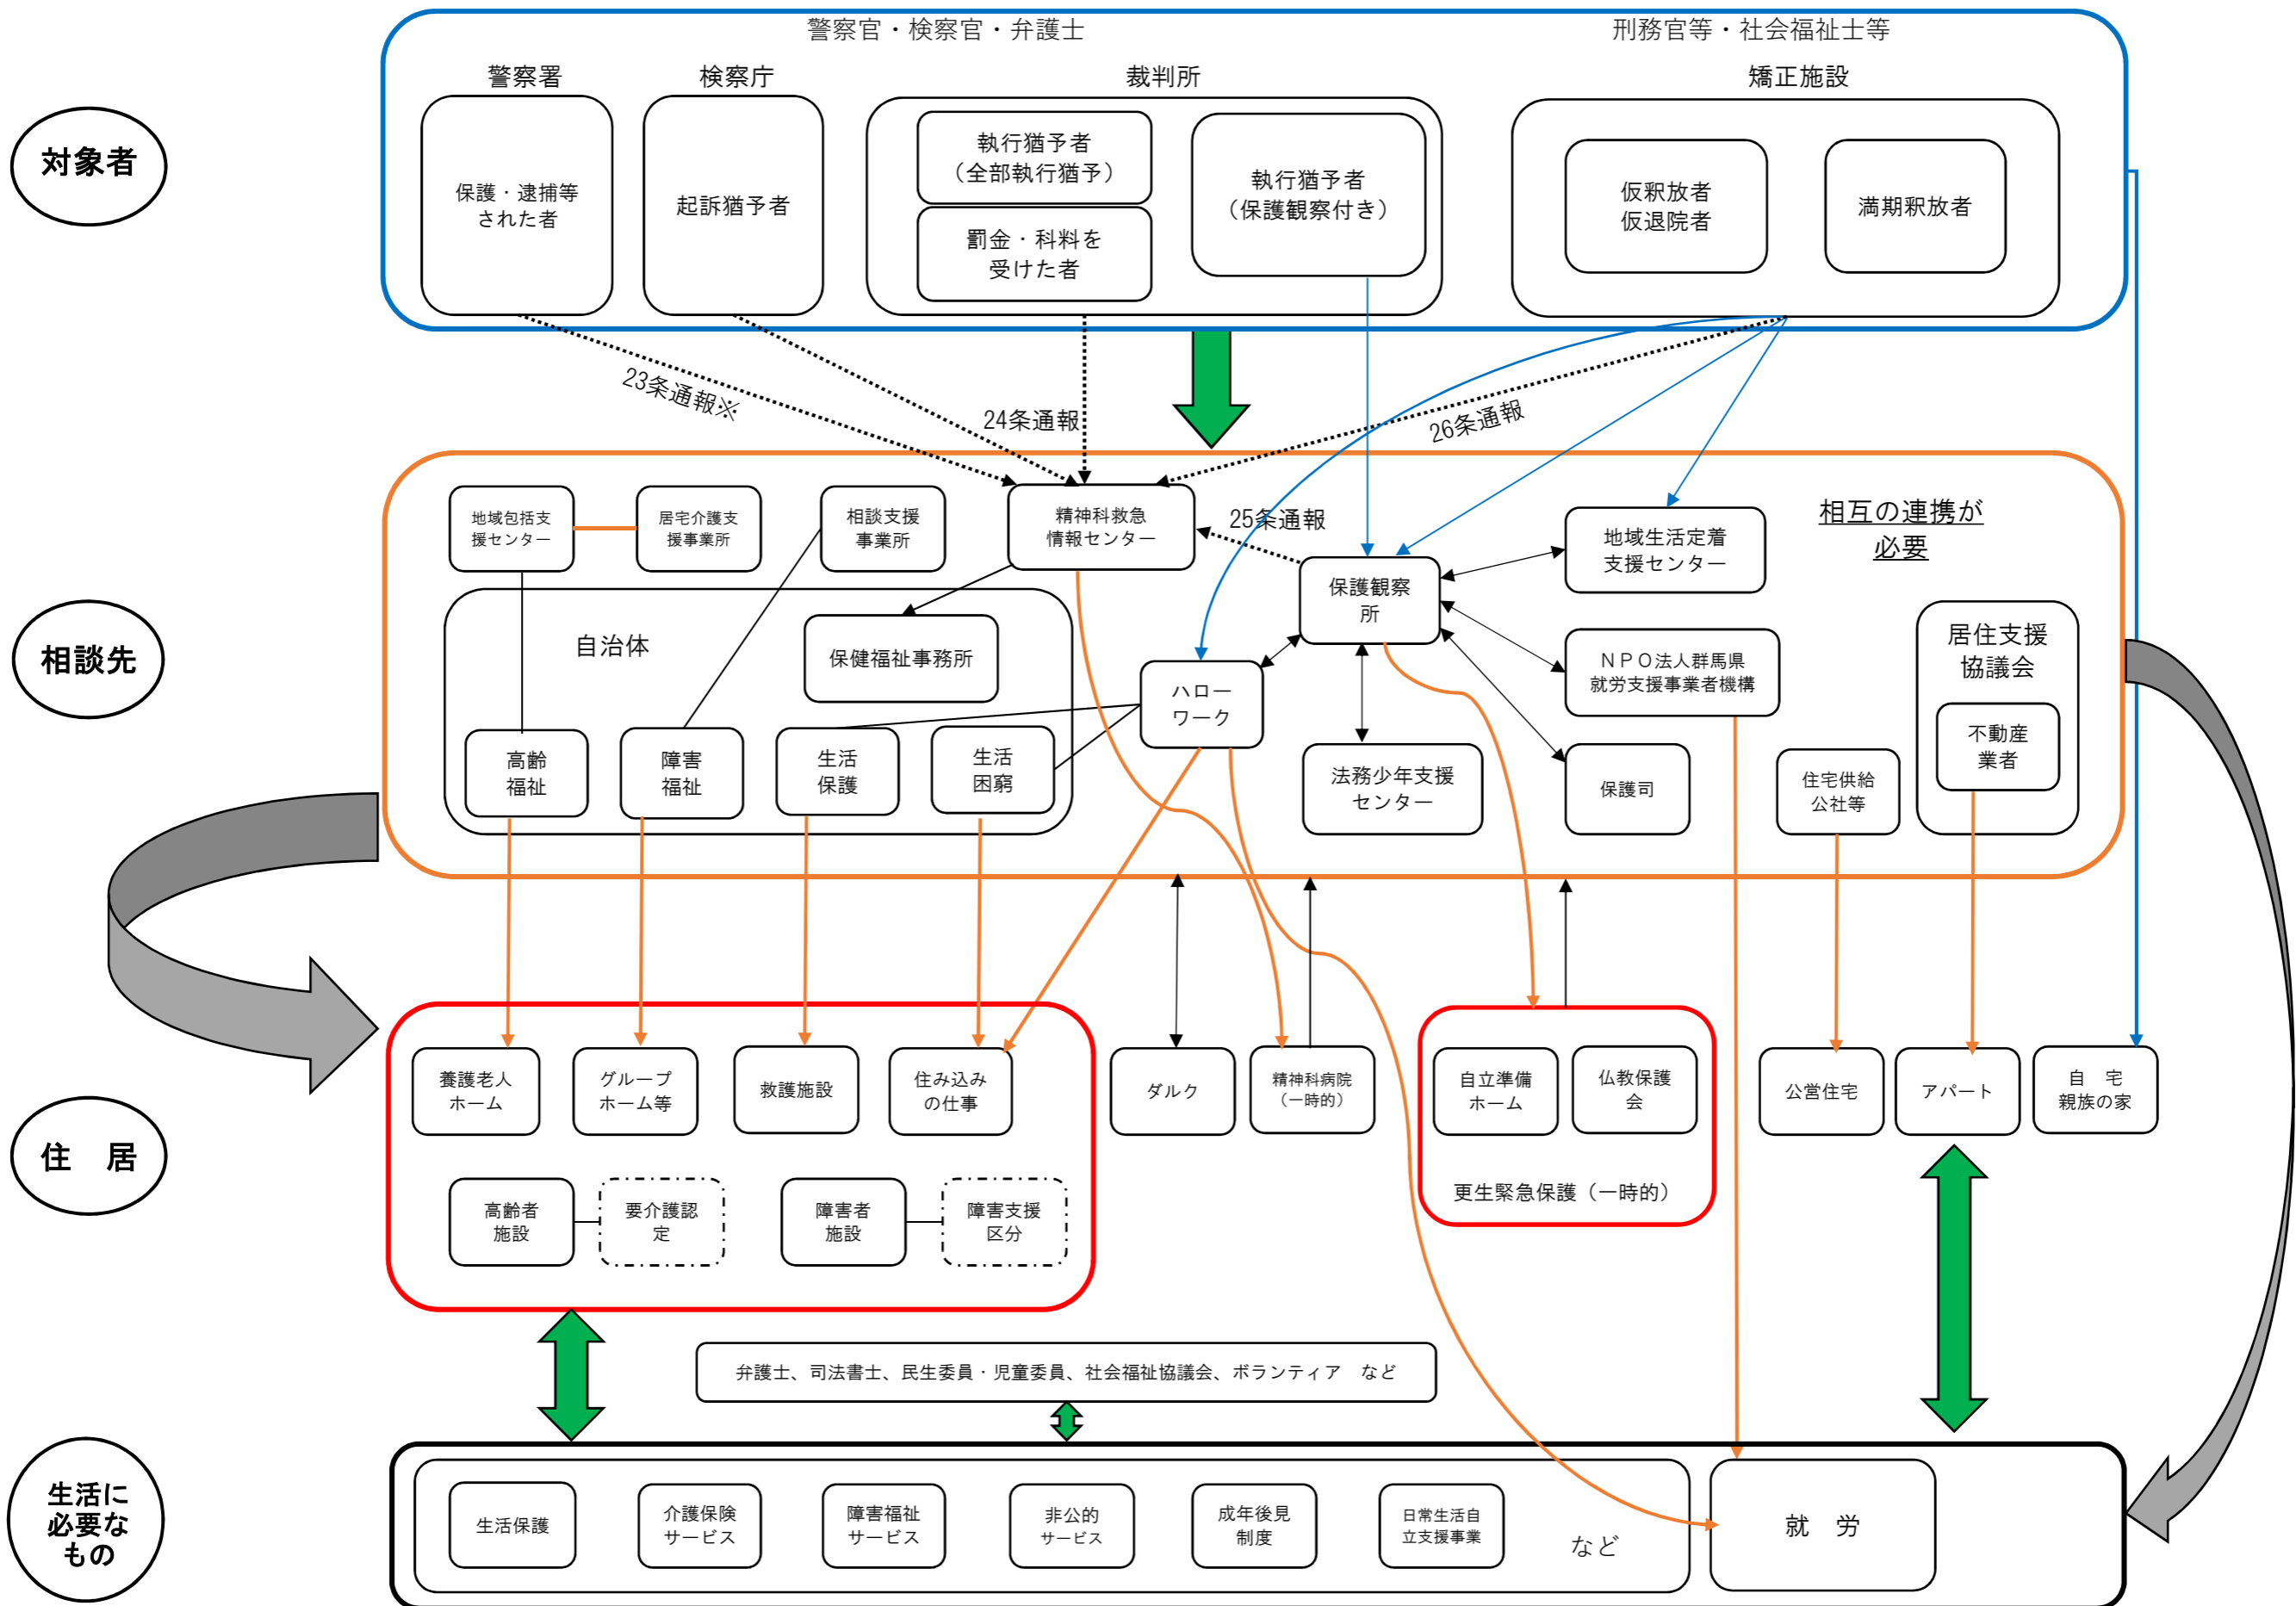 警察官・検察官・弁護士
刑務官等・社会福祉士等
警察署
検察庁
裁判所
矯正施設
対象者
保護・逮捕等
された者
起訴猶予者
執行猶予者
（全部執行猶予）
罰金・科料を
受けた者
執行猶予者
（保護観察付き）
仮釈放者
仮退院者
満期釈放者
23条通報※
24条通報
26条通報
25条通報
相談先
地域包括支
援センター
居宅介護支
援事業所
相談支援
事業所
精神科救急
情報センター
地域生活定着
支援センター
相互の連携が
必要
自治体
保健福祉事務所
保護観察
所
ハロー
ワーク
ＮＰＯ法人群馬県
就労支援事業者機構
居住支援
協議会
不動産
業者
高齢
福祉
障害
福祉
生活
保護
生活
困窮
法務少年支援
センター
保護司
住宅供給
公社等
住　居
養護老人
ホーム
グループ
ホーム等
救護施設
住み込み
の仕事
ダルク
精神科病院
（一時的）
自立準備
ホーム
仏教保護
会
公営住宅
アパート
自　宅
親族の家
高齢者
施設
要介護認
定
障害者
施設
障害支援
区分
更生緊急保護（一時的）
弁護士、司法書士、民生委員・児童委員、社会福祉協議会、ボランティア　など
生活に
必要な
もの
生活保護
介護保険
サービス
障害福祉
サービス
非公的
サービス
成年後見
制度
日常生活自
立支援事業
など
就　労